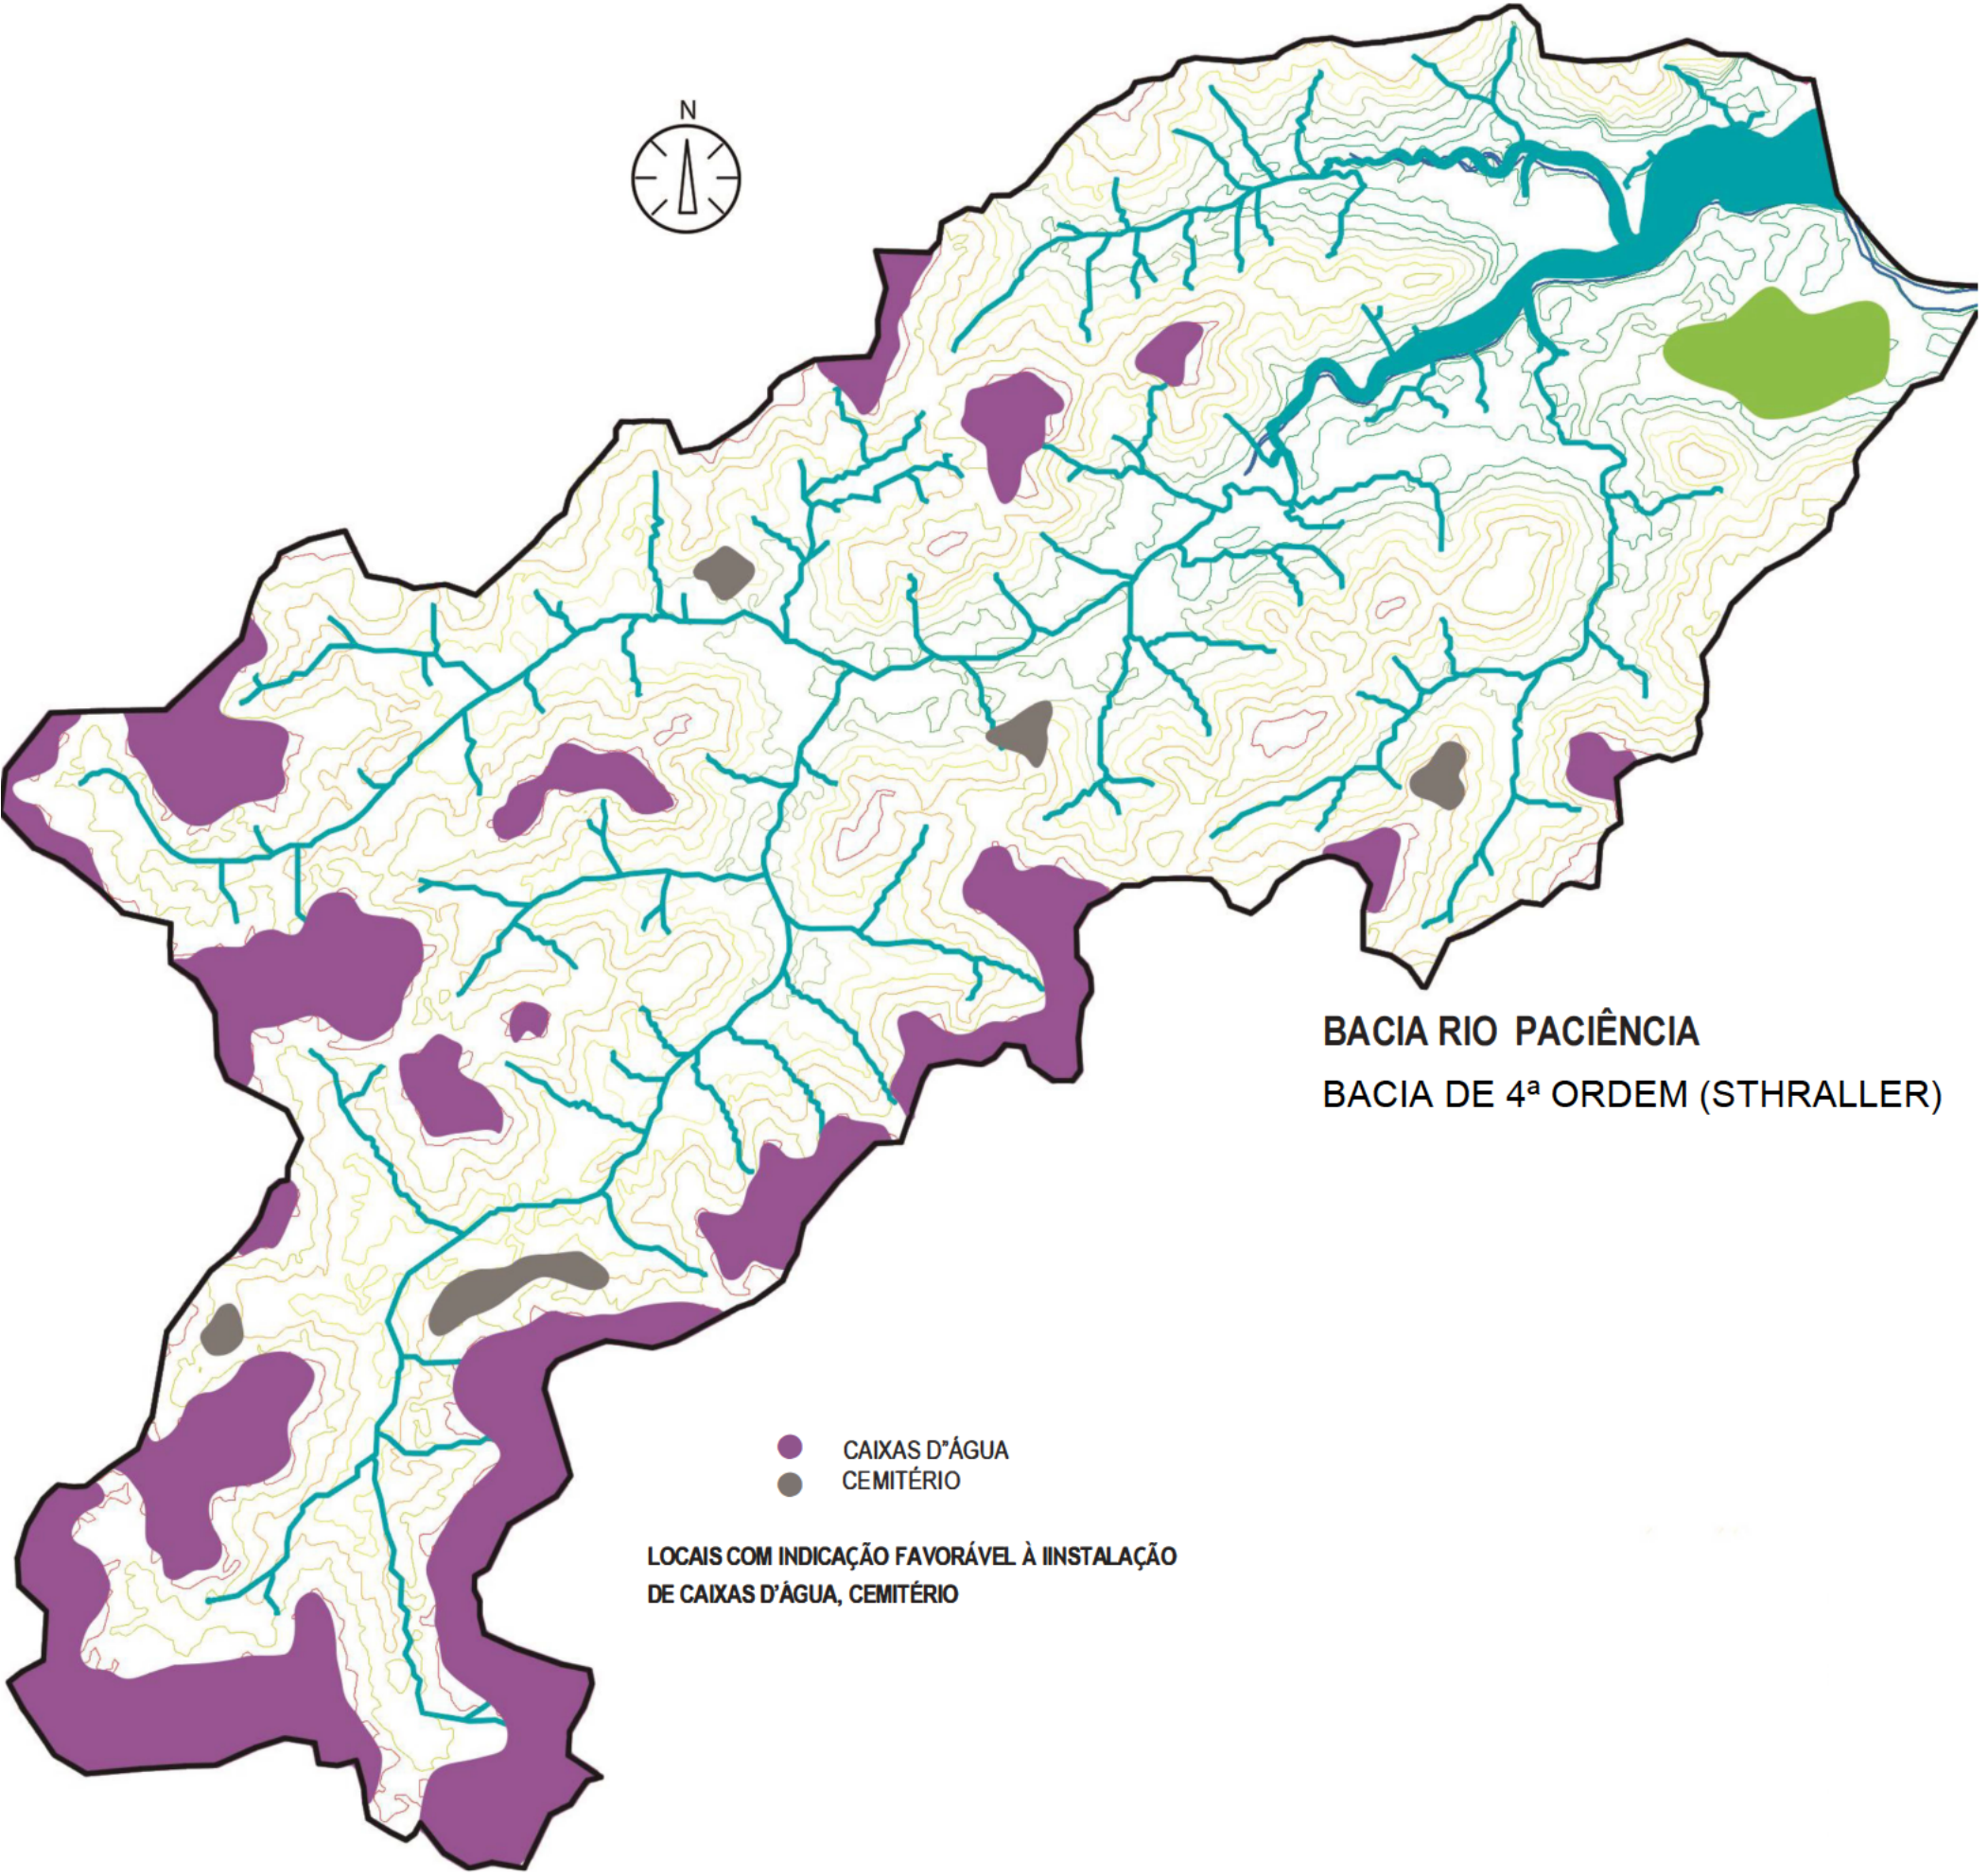 N
BACIA RIO PACIÊNCIA
BACIA DE 4ª ORDEM (STHRALLER)
CAIXAS D"ÁGUA
CEMITÉRIO
LOCAIS COM INDICAÇÃO FAVORÁVEL À IINSTALAÇÃO
DE CAIXAS D'ÁGUA, CEMITÉRIO